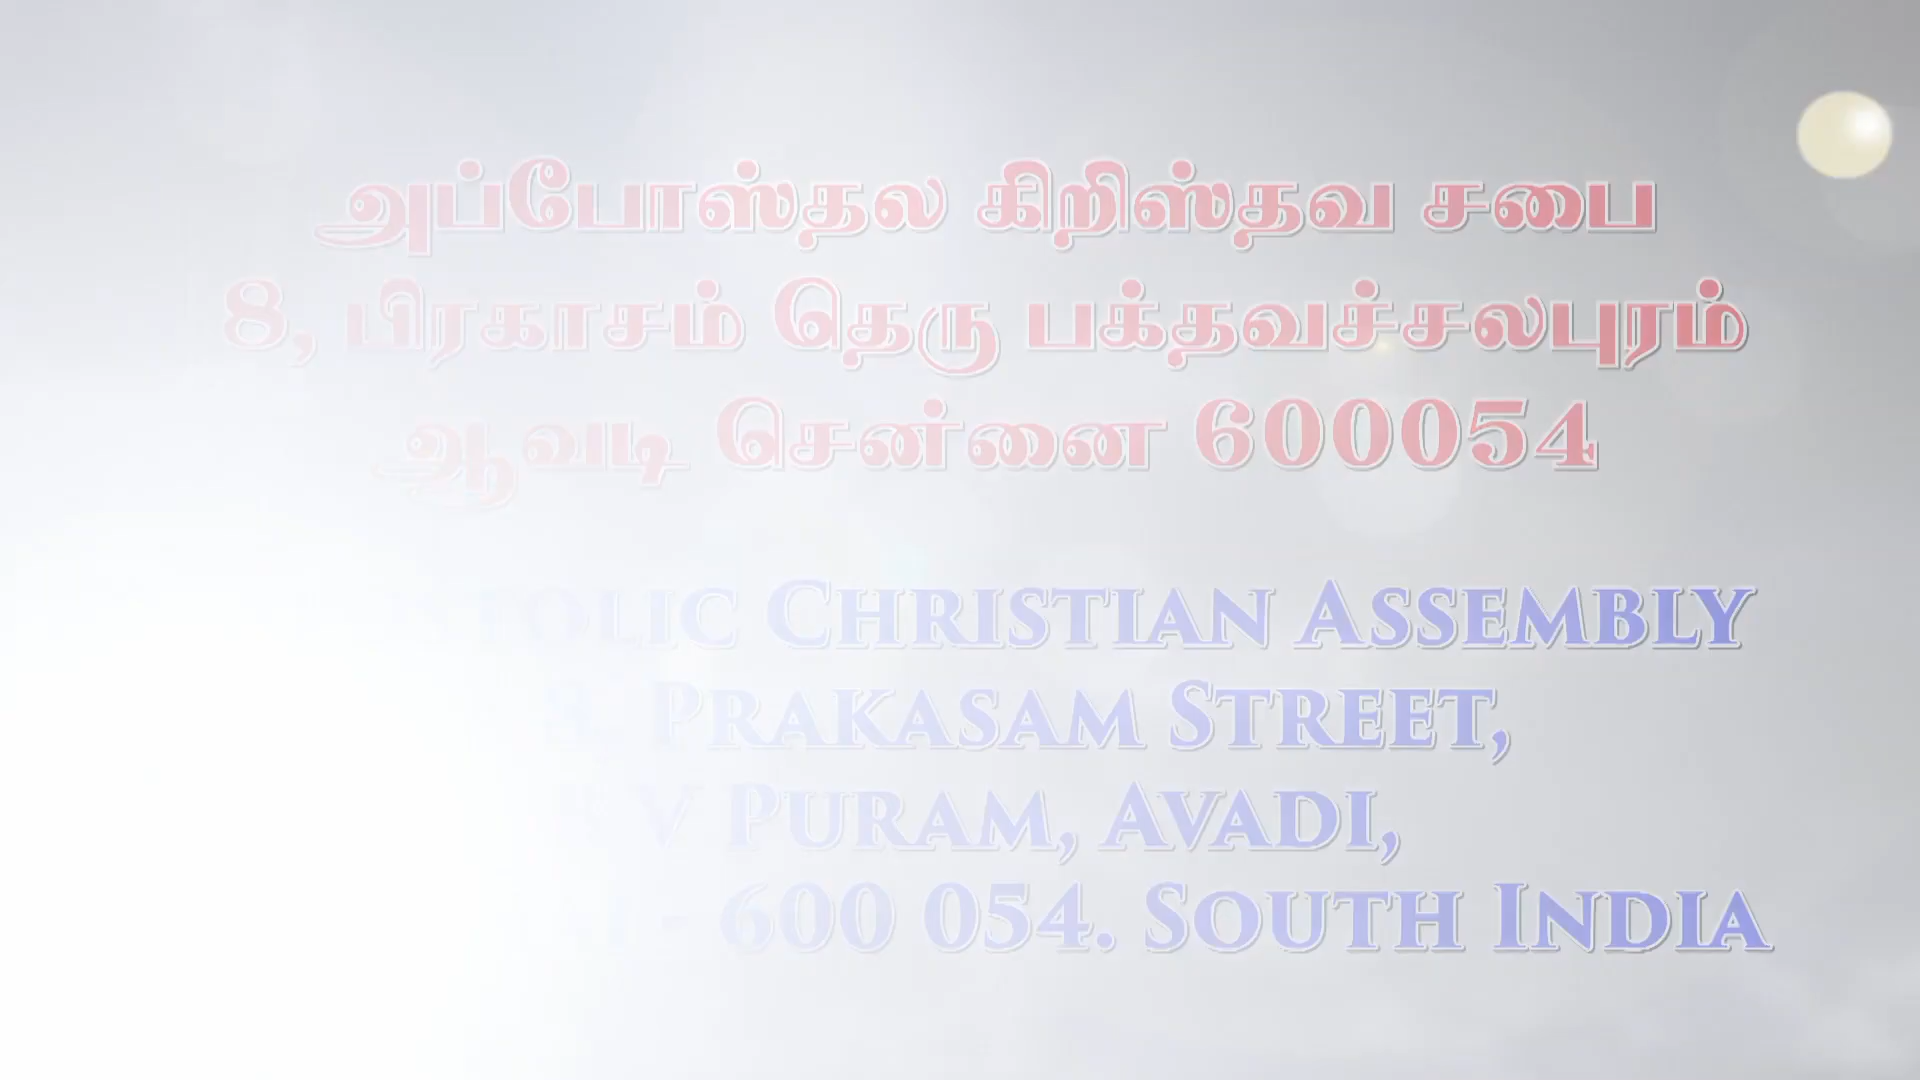 அப்போஸ்தல கிறிஸ்தவ சபை
8, பிரகாசம் தெரு பக்தவச்சலபுரம்
ஆவடி சென்னை 600054
Christian Assembly
Prakasam Street,
V Puram, Avadi,
- 600 054. South India